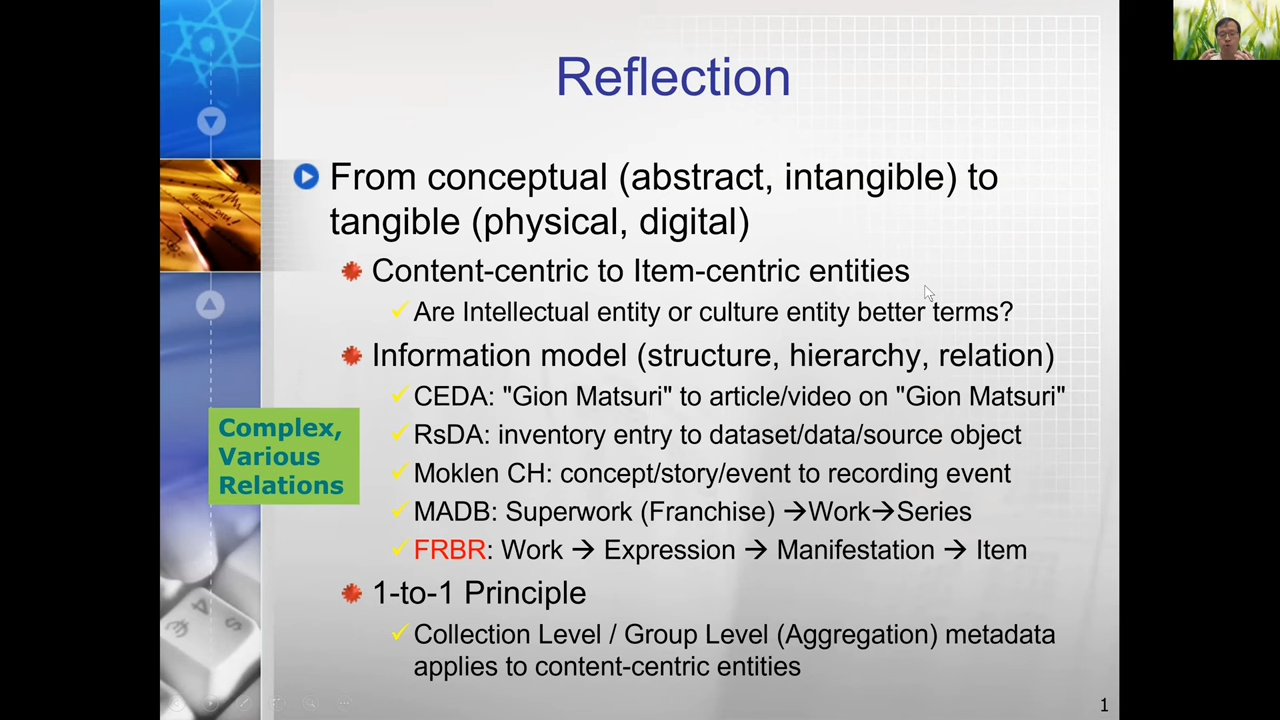 Reflection
From conceptual (abstract, intangible) to
tangible (physical, digital)
Content-centric to Item-centric entities
Are Intellectual entity or culture entity better terms?
Information model (structure, hierarchy, relation)
CEDA: "Gion Matsuri" to article/video on "Gion Matsuri"
RsDA: inventory entry to dataset/data/source object
Moklen CH: concept/story/event to recording event
MADB: Superwork (Franchise) →Work→Series
FRBR: Work → Expression → Manifestation → Item
1-to-1 Principle
Collection Level / Group Level (Aggregation) metadata
applies to content-centric entities
Complex,
Various
Relations
1